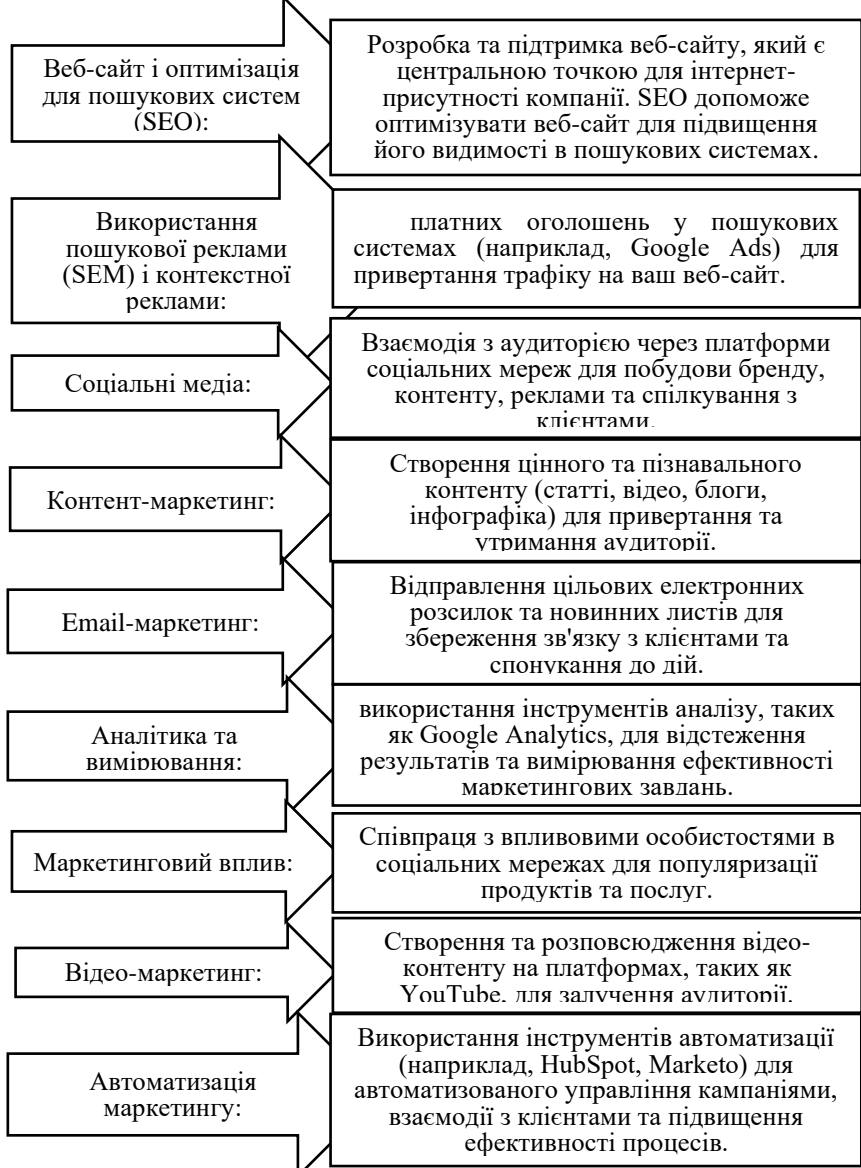 Веб-сайт і оптимізація
для пошукових систем
(SEO):
Розробка та підтримка веб-сайту, який є
центральною точкою для інтернет-
присутності компанії. SEO допоможе
оптимізувати веб-сайт для підвищення
його видимості в пошукових системах.
Використання
пошукової реклами
(SEM) і контекстної
реклами:
платних оголошень у пошукових
системах (наприклад, Google Ads) для
привертання трафіку на ваш веб-сайт.
Соціальні медіа:
Взаємодія з аудиторією через платформи
соціальних мереж для побудови бренду,
контенту, реклами та спілкування з
клієнтами.
Контент-маркетинг:
Створення цінного та пізнавального
контенту (статті, відео, блоги,
інфографіка) для привертання та
утримання аудиторії.
Email-маркетинг:
Відправлення цільових електронних
розсилок та новинних листів для
збереження зв'язку з клієнтами та
спонукання до дій.
Аналітика та
вимірювання:
використання інструментів аналізу, таких
як Google Analytics, для відстеження
результатів та вимірювання ефективності
маркетингових завдань.
Маркетинговий вплив:
Співпраця з впливовими особистостями в
соціальних мережах для популяризації
продуктів та послуг.
Відео-маркетинг:
Створення та розповсюдження відео-
контенту на платформах, таких як
YouTube, для залучення аудиторії.
Автоматизація
маркетингу:
Використання інструментів автоматизації
(наприклад, HubSpot, Marketo) для
автоматизованого управління кампаніями,
взаємодії з клієнтами та підвищення
ефективності процесів.